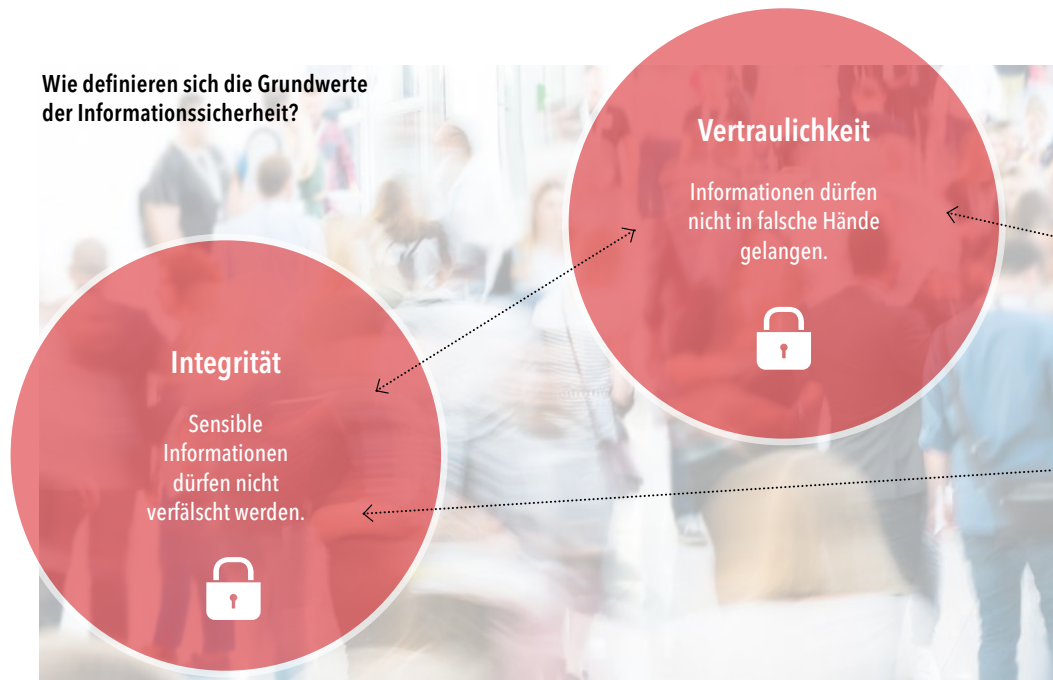 Wie definieren sich die Grundwerte
der Informationssicherheit?
Vertraulichkeit
Informationen dürfen
nicht in falsche Hände
gelangen.
Integrität
Sensible
Informationen
dürfen nicht
verfälscht werden.